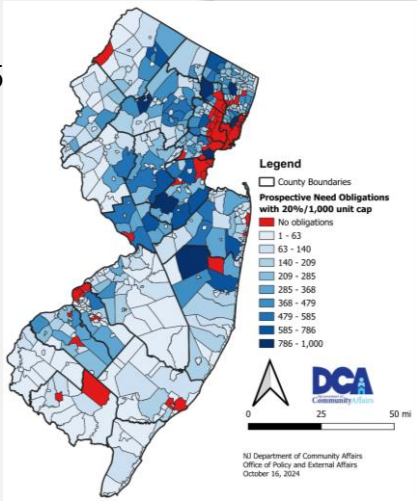 5
Legend
County Boundaries
Prospective Need Obligations
with 20%/1,000 unit cap
No obligations
1 - 63
63 - 140
140 - 209
209 - 285
285 - 368
368 - 479
479 - 585
585 - 786
786 - 1,000
DCA
Community Affairs
0 25 50 mi
NJ Department of Community Affairs
Office of Policy and External Affairs
October 16, 2024